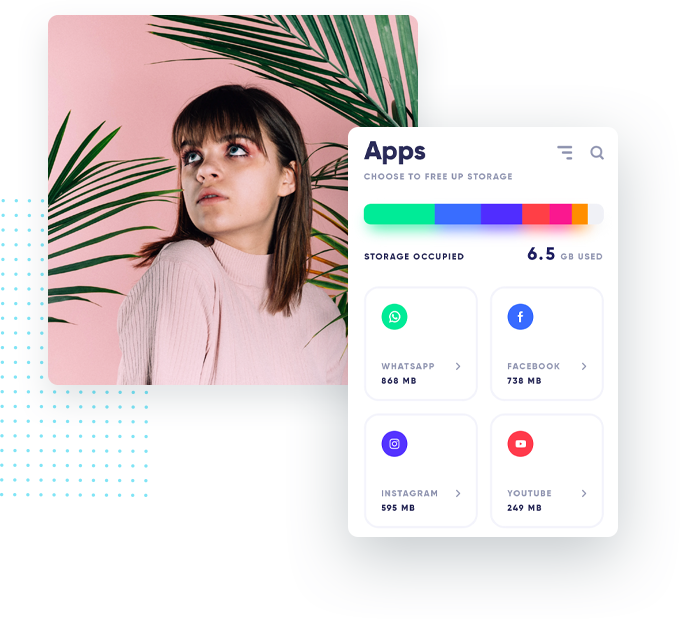 Apps
CHOOSE TO FREE UP STORAGE
STORAGE OCCUPIED 6.5 GB USED
WHATSAPP
868 MB
FACEBOOK
738 MB
INSTAGRAM
595 MB
YOUTUBE
249 MB